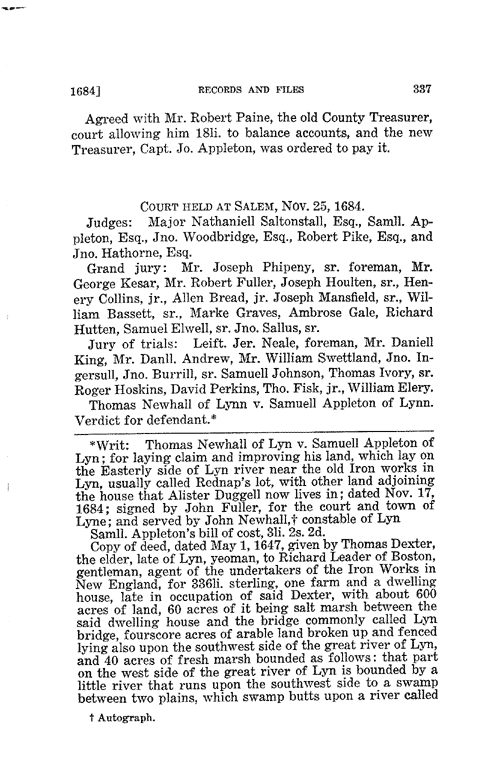 1684] RECORDS AND FILES 337
Agreed with Mr. Robert Paine, the old County Treasurer,
court allowing him 18li. to balance accounts, and the new
Treasurer, Capt. Jo. Appleton, was ordered to pay it.
COURT HELD AT SALEM, NOV. 25, 1684.
Judges: Major Nathaniell Saltonstall, Esq., Samll. Ap-
pleton, Esq., Jno. Woodbridge, Esq., Robert Pike, Esq., and
Jno. Hathorne, Esq.
Grand jury: Mr. Joseph Phipeny, sr. foreman, Mr.
George Kesar, Mr. Robert Fuller, Joseph Houlten, sr., Hen-
ery Collins, jr., Allen Bread, jr. Joseph Mansfield, sr., Wil-
liam Bassett, sr., Marke Graves, Ambrose Gale, Richard
Hutten, Samuel Elwell, sr. Jno. Sallus, sr.
Jury of trials: Leift. Jer. Neale, foreman, Mr. Daniell
King, Mr. Danll. Andrew, Mr. William Swettland, Jno. In-
gersull, Jno. Burrill, sr. Samuell Johnson, Thomas Ivory, sr.
Roger Hoskins, David Perkins, Tho. Fisk, jr., William Elery.
Thomas Newhall of Lynn v. Samuell Appleton of Lynn.
Verdict for defendant.*
*Writ: Thomas Newhall of Lyn v. Samuell Appleton of
Lyn; for laying claim and improving his land, which lay on
the Easterly side of Lyn river near the old Iron works in
Lyn, usually called Rednap's lot, with other land adjoining
the house that Alister Duggell now lives in; dated Nov. 17,
1684; signed by John Fuller, for the court and town of
Lyne; and served by John Newhall,† constable of Lyn
Samll. Appleton's bill of cost, 3li. 2s. 2d.
Copy of deed, dated May 1, 1647, given by Thomas Dexter,
the elder, late of Lyn, yeoman, to Richard Leader of Boston,
gentleman, agent of the undertakers of the Iron Works in
New England, for 336li. sterling, one farm and a dwelling
house, late in occupation of said Dexter, with about 600
acres of land, 60 acres of it being salt marsh between the
said dwelling house and the bridge commonly called Lyn
bridge, fourscore acres of arable land broken up and fenced
lying also upon the southwest side of the great river of Lyn,
and 40 acres of fresh marsh bounded as follows: that part
on the west side of the great river of Lyn is bounded by a
little river that runs upon the southwest side to a swamp
between two plains, which swamp butts upon a river called
† Autograph.